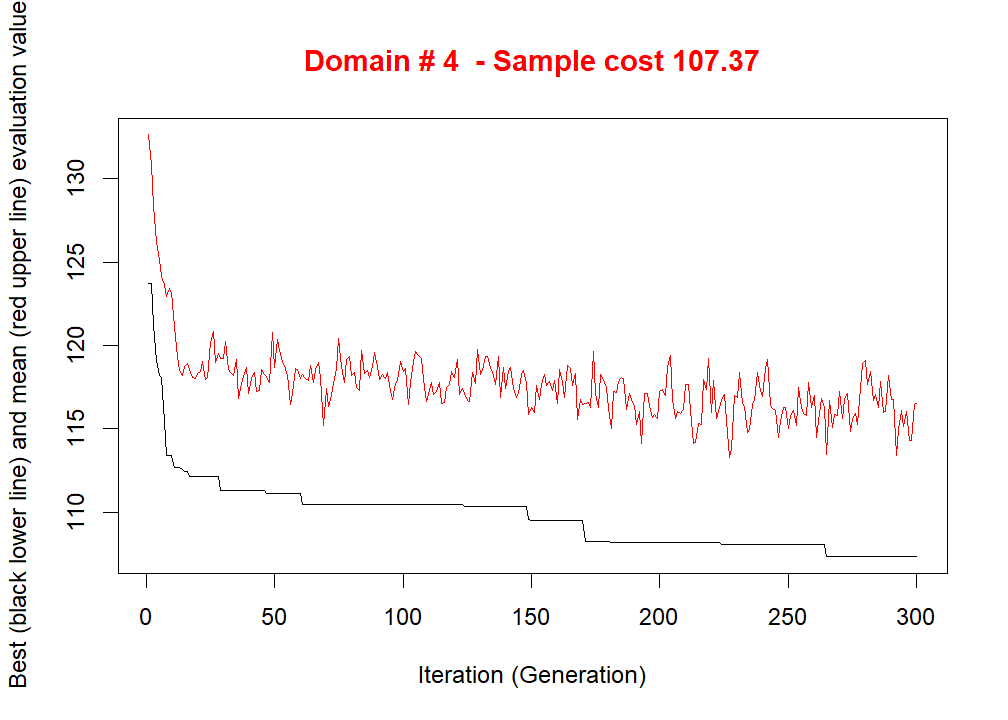 Domain # 4  - Sample cost 107.37
Best (black lower line) and mean (red upper line) evaluation value
130
125
120
115
110
0 50 100 150 200 250 300
Iteration (Generation)